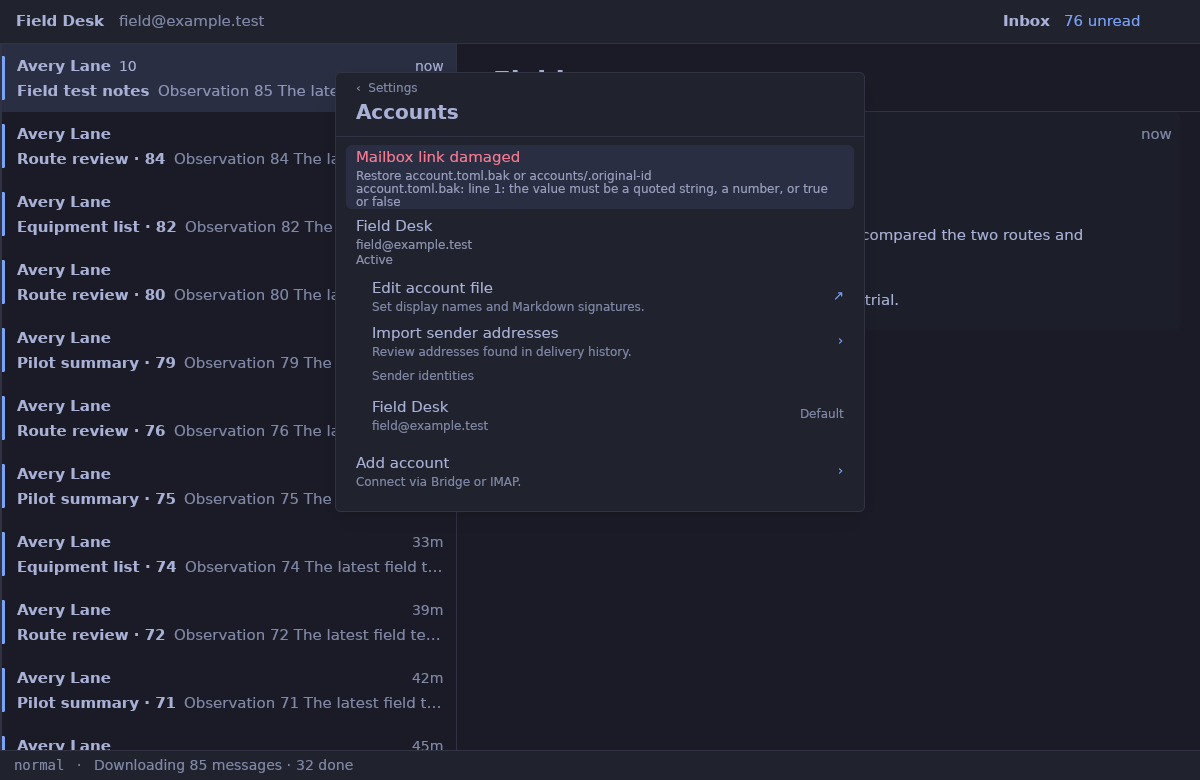 Field Desk field@example.test Inbox 76 unread
Avery Lane 10 now
Field test notes Observation 85 The late
Avery Lane
Route review · 84 Observation 84 The la
Avery Lane
Equipment list · 82 Observation 82 The
Avery Lane
Route review · 80 Observation 80 The la
Avery Lane
Pilot summary · 79 Observation 79 The
Avery Lane
Route review · 76 Observation 76 The la
Avery Lane
Pilot summary · 75 Observation 75 The
Avery Lane 33m
Equipment list · 74 Observation 74 The latest field t…
Avery Lane 39m
Route review · 72 Observation 72 The latest field te…
Avery Lane 42m
Pilot summary · 71 Observation 71 The latest field t…
Avery Lane 45m
‹ Settings
Accounts
Mailbox link damaged
Restore account.toml.bak or accounts/.original-id
account.toml.bak: line 1: the value must be a quoted string, a number, or true
or false
Field Desk
field@example.test
Active
Edit account file ↗
Set display names and Markdown signatures.
Import sender addresses ›
Review addresses found in delivery history.
Sender identities
Field Desk Default
field@example.test
Add account ›
Connect via Bridge or IMAP.
now
compared the two routes and
trial.
normal · Downloading 85 messages · 32 done